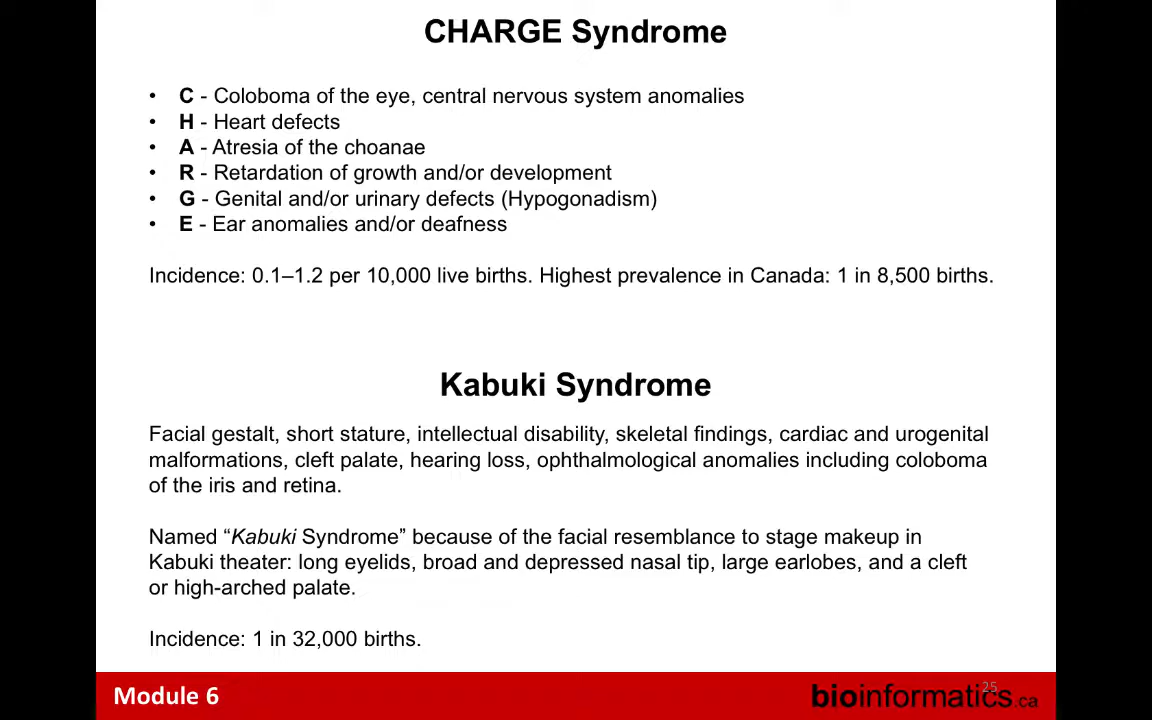 CHARGE Syndrome
• C - Coloboma of the eye, central nervous system anomalies
• H - Heart defects
• A - Atresia of the choanae
• R - Retardation of growth and/or development
• G - Genital and/or urinary defects (Hypogonadism)
• E - Ear anomalies and/or deafness
Incidence: 0.1–1.2 per 10,000 live births. Highest prevalence in Canada: 1 in 8,500 births.
Kabuki Syndrome
Facial gestalt, short stature, intellectual disability, skeletal findings, cardiac and urogenital
malformations, cleft palate, hearing loss, ophthalmological anomalies including coloboma
of the iris and retina.
Named “Kabuki Syndrome” because of the facial resemblance to stage makeup in
Kabuki theater: long eyelids, broad and depressed nasal tip, large earlobes, and a cleft
or high-arched palate.
Incidence: 1 in 32,000 births.
Module 6
25
bioinformatics.ca